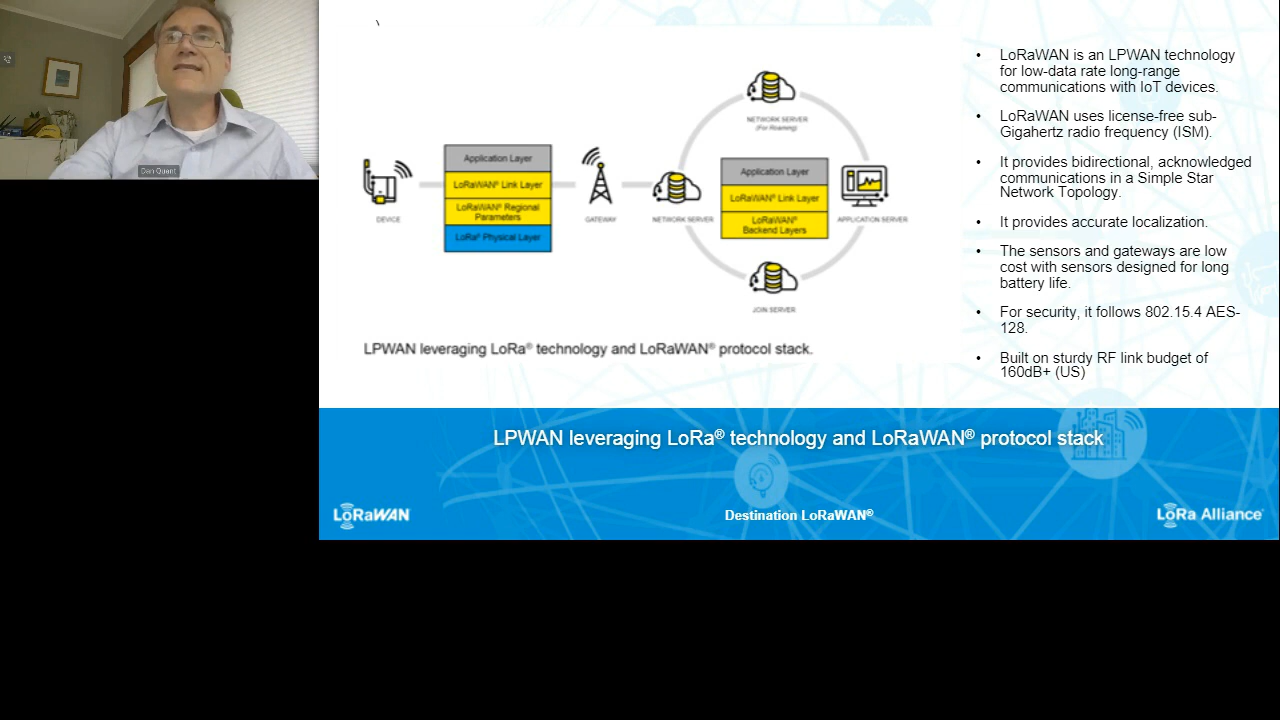 \
Dan Quant
DEVICE
Application Layer
LoRaWAN® Link Layer
LoRaWAN® Regional
Parameters
LoRa® Physical Layer
GATEWAY
NETWORK SERVER
NETWORK SERVER
(For Roaming)
Application Layer
LoRaWAN® Link Layer
LoRaWAN®
Backend Layers
APPLICATION SERVER
JOIN SERVER
LPWAN leveraging LoRa® technology and LoRaWAN® protocol stack.
• LoRaWAN is an LPWAN technology
for low-data rate long-range
communications with IoT devices.
• LoRaWAN uses license-free sub-
Gigahertz radio frequency (ISM).
• It provides bidirectional, acknowledged
communications in a Simple Star
Network Topology.
• It provides accurate localization.
• The sensors and gateways are low
cost with sensors designed for long
battery life.
• For security, it follows 802.15.4 AES-
128.
• Built on sturdy RF link budget of
160dB+ (US)
LPWAN leveraging LoRa® technology and LoRaWAN® protocol stack
LoRaWAN
Destination LoRaWAN®
LoRa Alliance